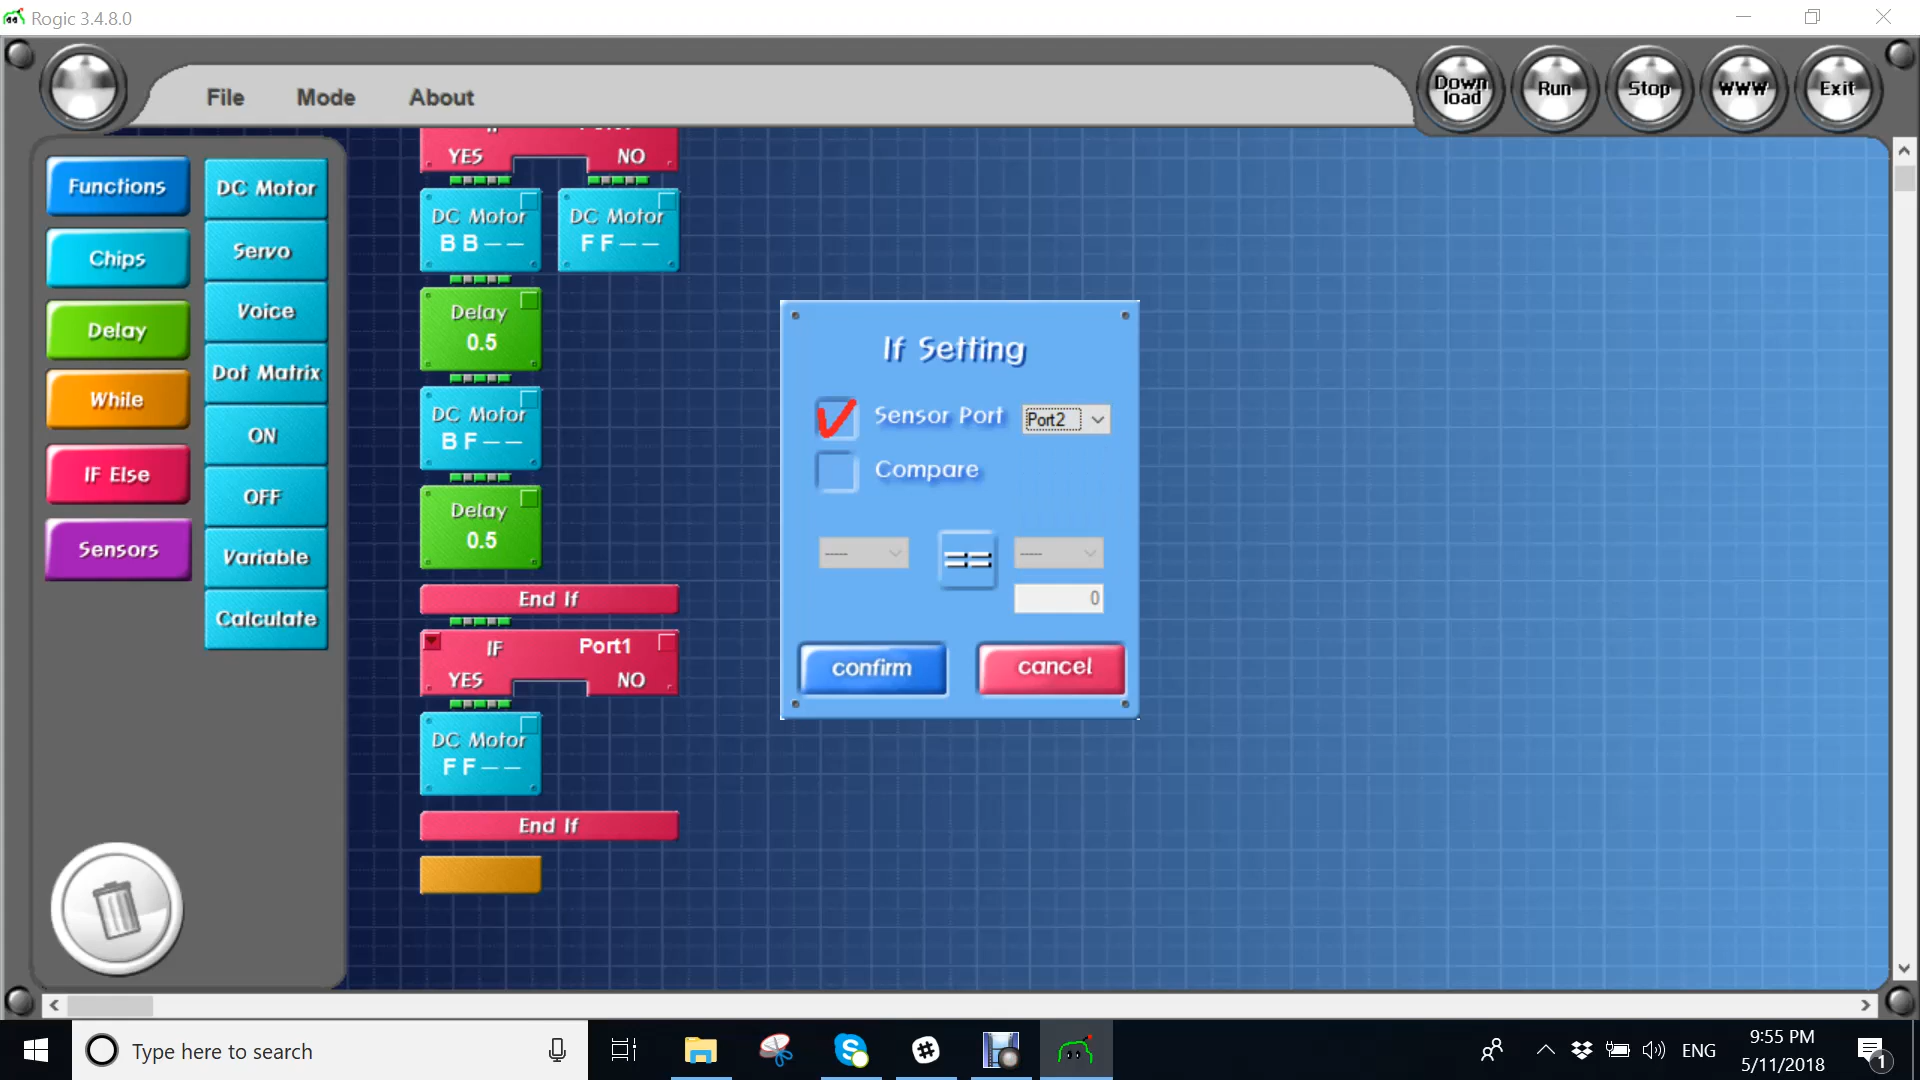 Rogic 3.4.8.0
File Mode About
Down load
Run
Stop
WWW
Exit
Functions
Chips
Delay
While
IF Else
Sensors
DC Motor
Servo
Voice
Dot Matrix
ON
OFF
Variable
Calculate
YES NO
DC Motor
B B – –
DC Motor
F F – –
Delay
0.5
DC Motor
B F – –
Delay
0.5
End If
IF Port1
YES NO
DC Motor
F F – –
End If
If Setting
Sensor Port Port2
Compare
----- == -----
0
confirm cancel
Type here to search
ENG
9:55 PM
5/11/2018
1